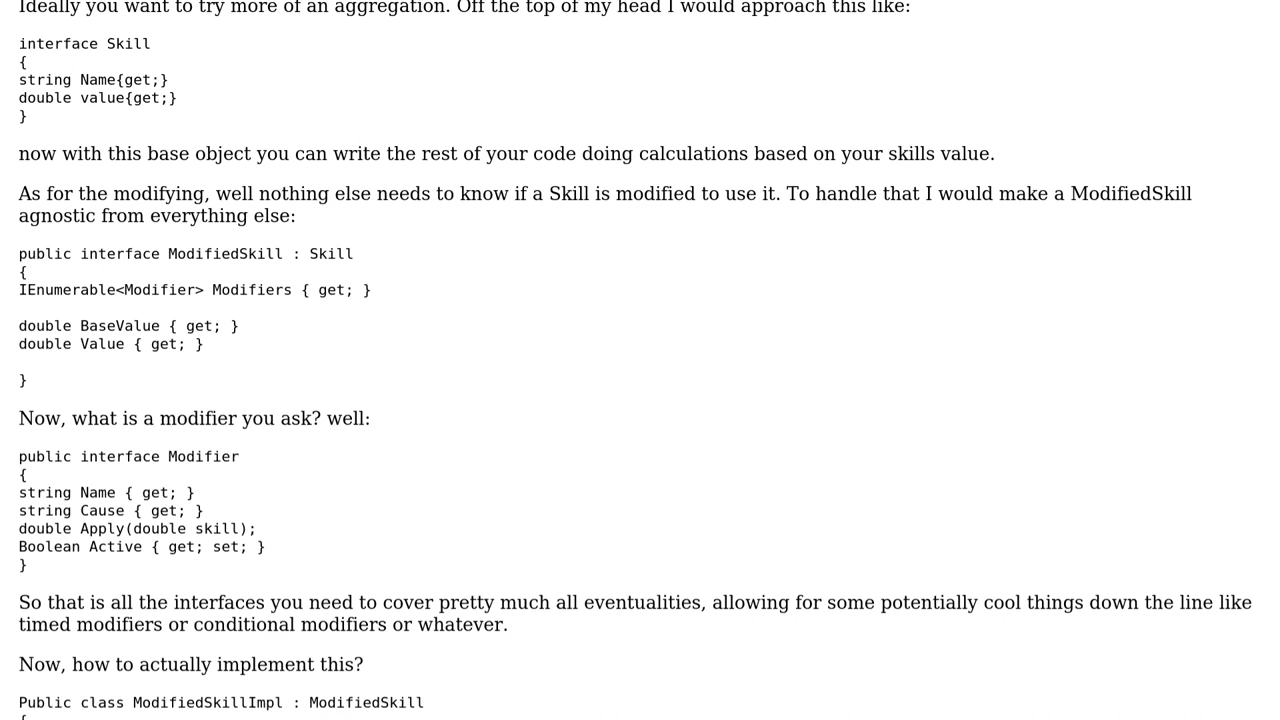 Ideally you want to try more of an aggregation. Off the top of my head I would approach this like:
interface Skill
{
string Name{get;}
double value{get;}
}
now with this base object you can write the rest of your code doing calculations based on your skills value.
As for the modifying, well nothing else needs to know if a Skill is modified to use it. To handle that I would make a ModifiedSkill
agnostic from everything else:
public interface ModifiedSkill : Skill
{
IEnumerable<Modifier> Modifiers { get; }
double BaseValue { get; }
double Value { get; }
}
Now, what is a modifier you ask? well:
public interface Modifier
{
string Name { get; }
string Cause { get; }
double Apply(double skill);
Boolean Active { get; set; }
}
So that is all the interfaces you need to cover pretty much all eventualities, allowing for some potentially cool things down the line like
timed modifiers or conditional modifiers or whatever.
Now, how to actually implement this?
Public class ModifiedSkillImpl : ModifiedSkill
{